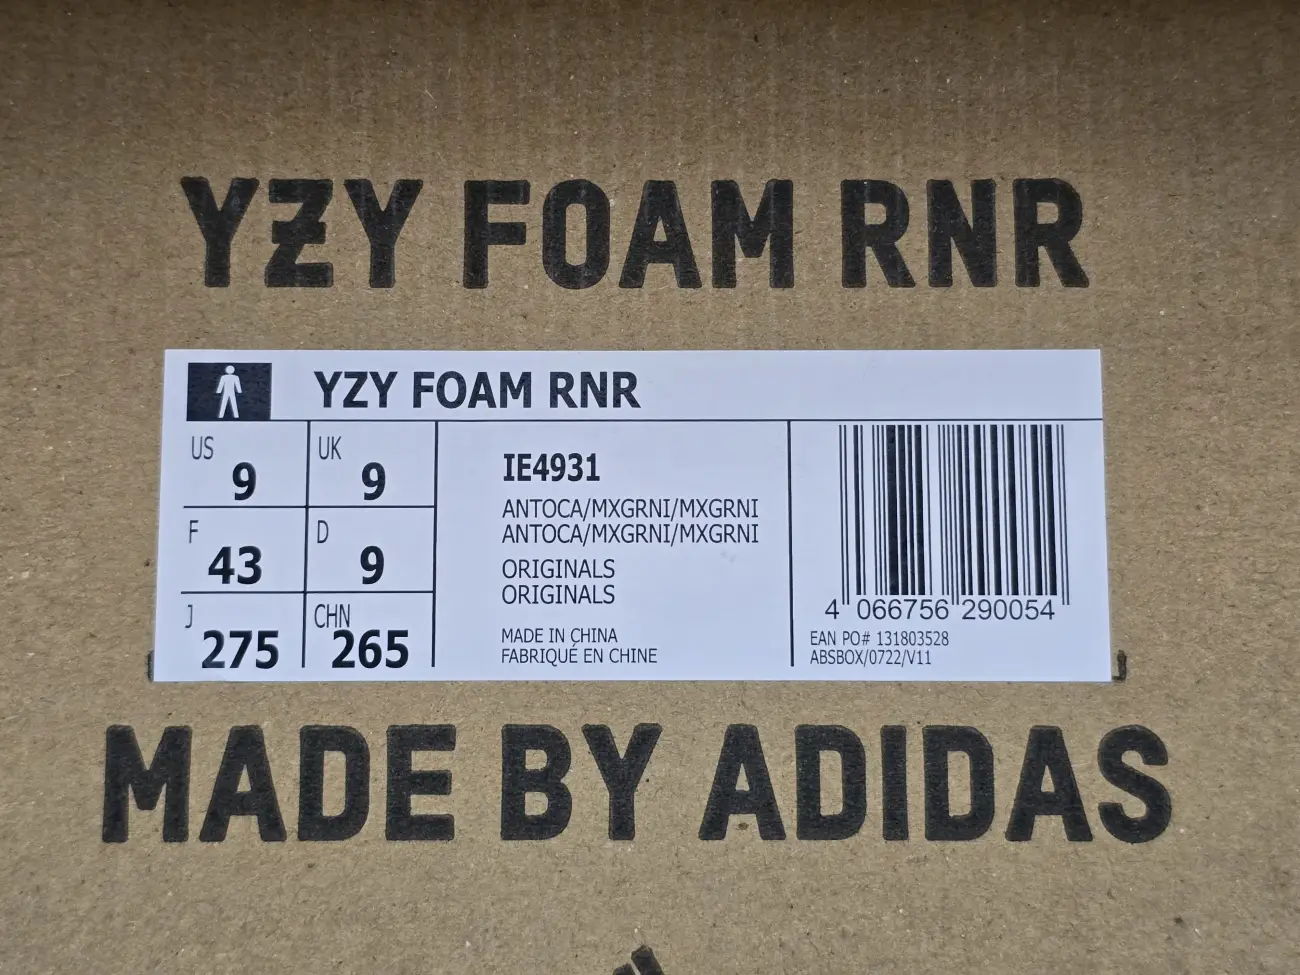 YZY FOAM RNR
YZY FOAM RNR
US 9 UK 9
F 43 D 9
J 275 CHN 265
IE4931
ANTOCA/MXGRNI/MXGRNI
ANTOCA/MXGRNI/MXGRNI
ORIGINALS
ORIGINALS
MADE IN CHINA
FABRIQUÉ EN CHINE
4 066756 290054
EAN PO# 131803528
ABSBOX/0722/V11
MADE BY ADIDAS